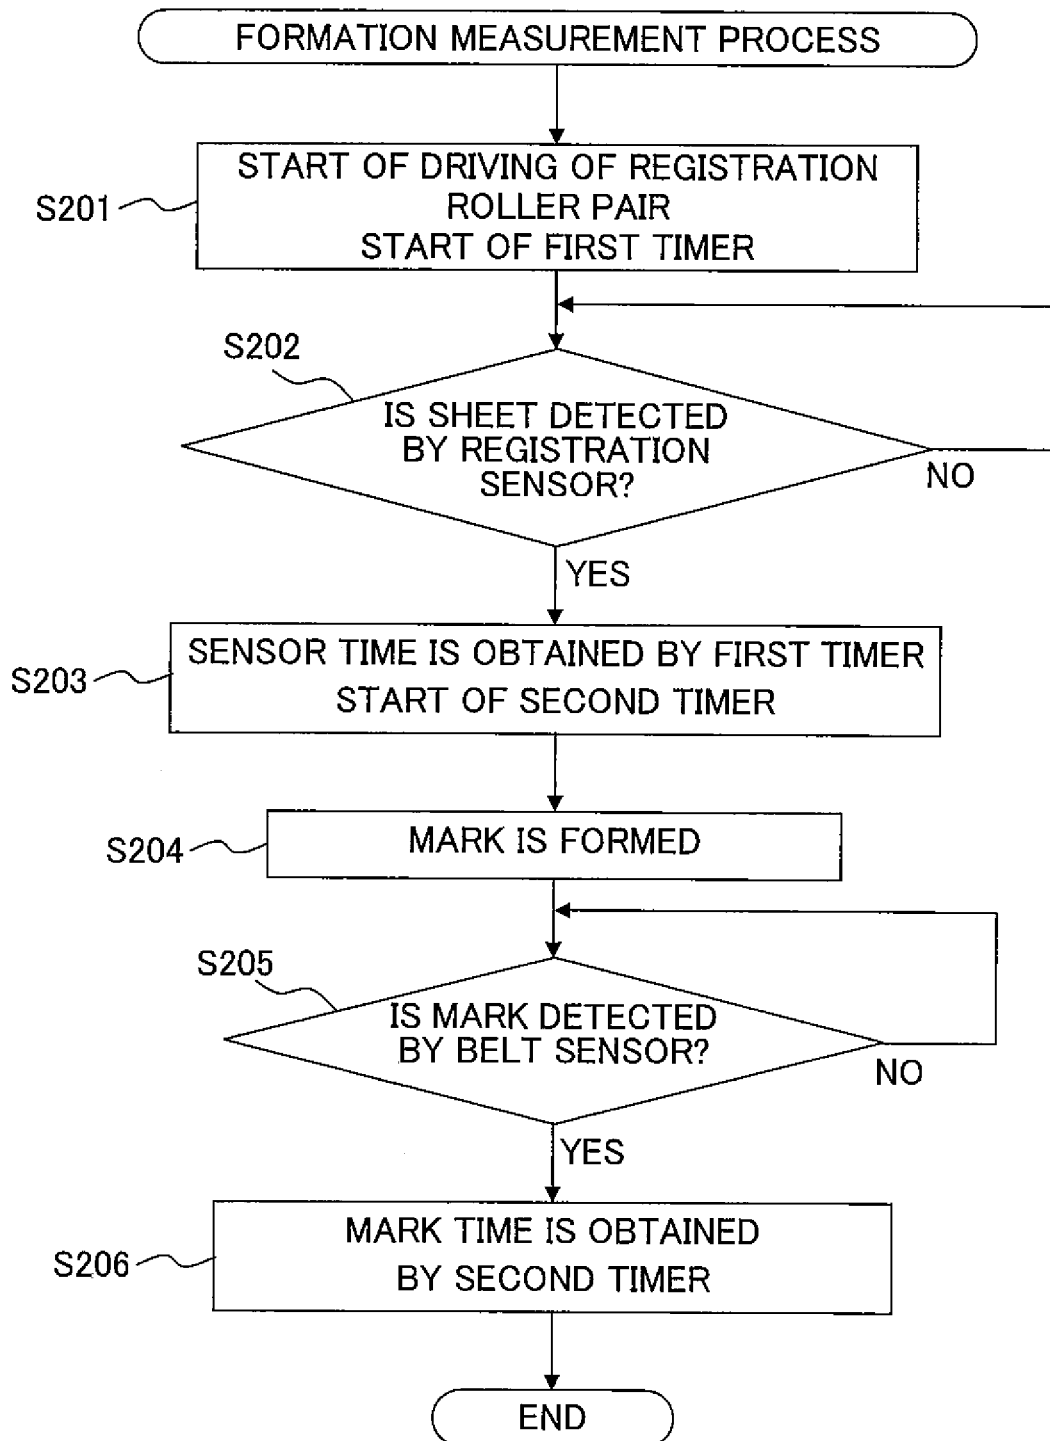 FORMATION MEASUREMENT PROCESS
START OF DRIVING OF REGISTRATION
ROLLER PAIR
START OF FIRST TIMER
S201
S202
IS SHEET DETECTED
BY REGISTRATION
SENSOR?
NO
YES
SENSOR TIME IS OBTAINED BY FIRST TIMER
START OF SECOND TIMER
S203
MARK IS FORMED
S204
S205
IS MARK DETECTED
BY BELT SENSOR?
NO
YES
MARK TIME IS OBTAINED
BY SECOND TIMER
S206
END